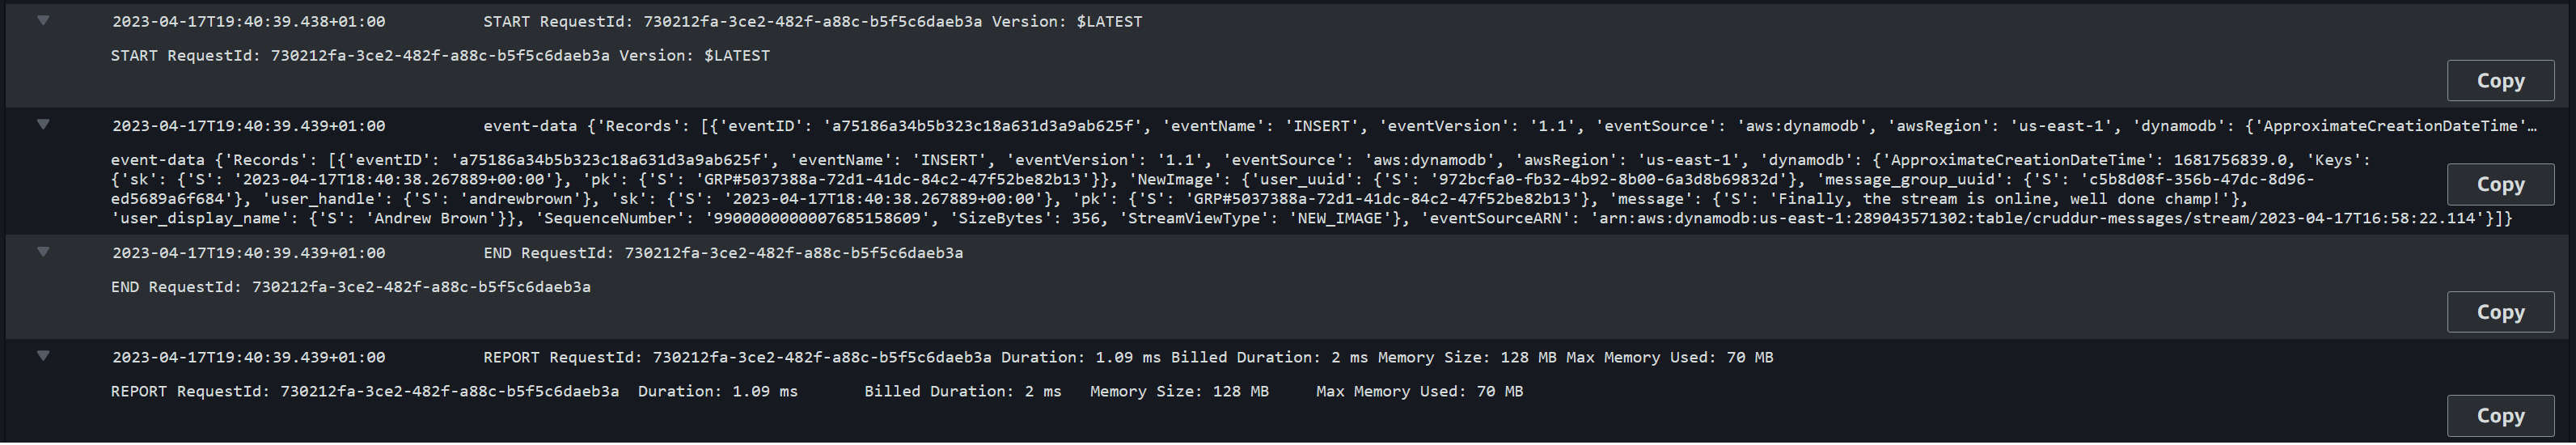 2023-04-17T19:40:39.438+01:00 START RequestId: 730212fa-3ce2-482f-a88c-b5f5c6daeb3a Version: $LATEST
START RequestId: 730212fa-3ce2-482f-a88c-b5f5c6daeb3a Version: $LATEST
Copy
2023-04-17T19:40:39.439+01:00 event-data {'Records': [{'eventID': 'a75186a34b5b323c18a631d3a9ab625f', 'eventName': 'INSERT', 'eventVersion': '1.1', 'eventSource': 'aws:dynamodb', 'awsRegion': 'us-east-1', 'dynamodb': {'ApproximateCreationDateTime'…
event-data {'Records': [{'eventID': 'a75186a34b5b323c18a631d3a9ab625f', 'eventName': 'INSERT', 'eventVersion': '1.1', 'eventSource': 'aws:dynamodb', 'awsRegion': 'us-east-1', 'dynamodb': {'ApproximateCreationDateTime': 1681756839.0, 'Keys':
{'sk': {'S': '2023-04-17T18:40:38.267889+00:00'}, 'pk': {'S': 'GRP#5037388a-72d1-41dc-84c2-47f52be82b13'}}, 'NewImage': {'user_uuid': {'S': '972bcfa0-fb32-4b92-8b00-6a3d8b69832d'}, 'message_group_uuid': {'S': 'c5b8d08f-356b-47dc-8d96-
Copy
ed5689a6f684'}, 'user_handle': {'S': 'andrewbrown'}, 'sk': {'S': '2023-04-17T18:40:38.267889+00:00'}, 'pk': {'S': 'GRP#5037388a-72d1-41dc-84c2-47f52be82b13'}, 'message': {'S': 'Finally, the stream is online, well done champ!'},
'user_display_name': {'S': 'Andrew Brown'}}, 'SequenceNumber': '9900000000007685158609', 'SizeBytes': 356, 'StreamViewType': 'NEW_IMAGE'}, 'eventSourceARN': 'arn:aws:dynamodb:us-east-1:289043571302:table/cruddur-messages/stream/2023-04-17T16:58:22.114'}]}
2023-04-17T19:40:39.439+01:00 END RequestId: 730212fa-3ce2-482f-a88c-b5f5c6daeb3a
END RequestId: 730212fa-3ce2-482f-a88c-b5f5c6daeb3a
Copy
2023-04-17T19:40:39.439+01:00 REPORT RequestId: 730212fa-3ce2-482f-a88c-b5f5c6daeb3a Duration: 1.09 ms Billed Duration: 2 ms Memory Size: 128 MB Max Memory Used: 70 MB
REPORT RequestId: 730212fa-3ce2-482f-a88c-b5f5c6daeb3a Duration: 1.09 ms Billed Duration: 2 ms Memory Size: 128 MB Max Memory Used: 70 MB
Copy